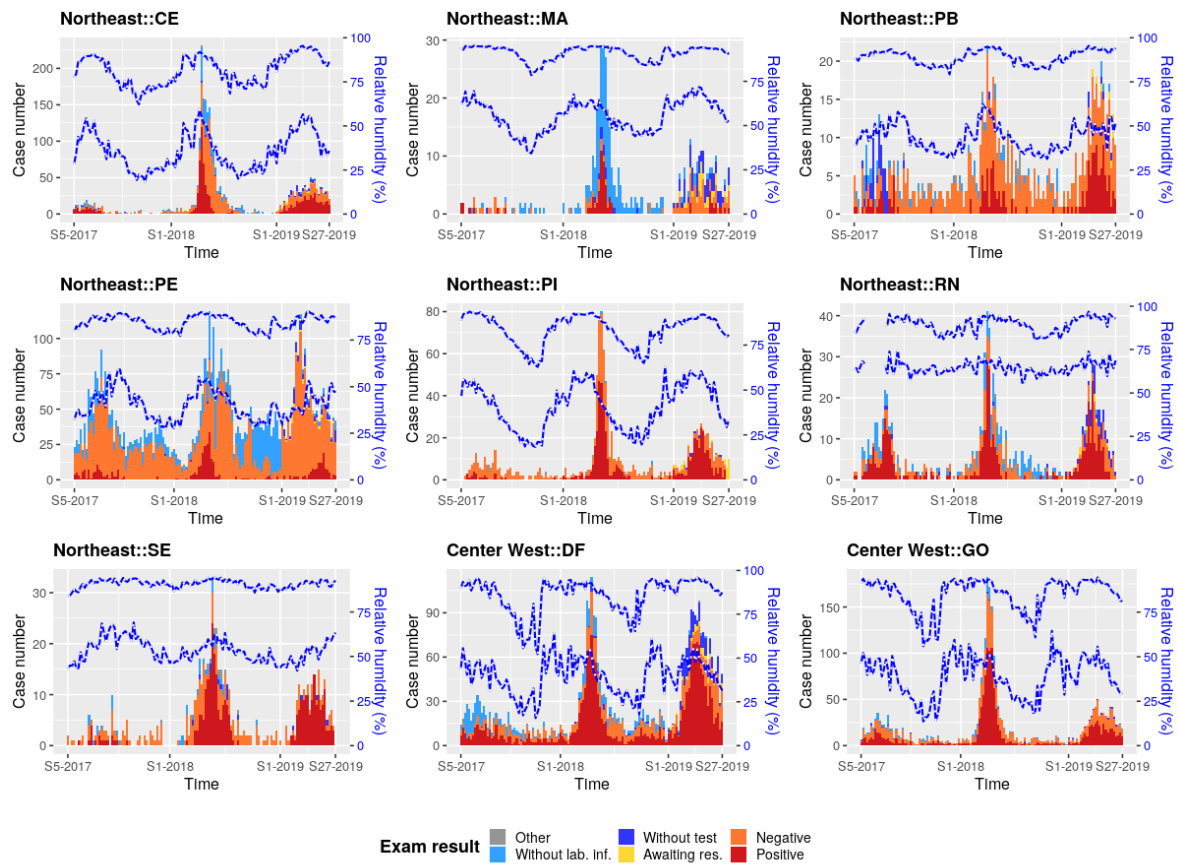 Northeast::CE
Northeast::MA
Northeast::PB
Case number
200
150
100
50
0
100
75
50
25
0
Relative humidity (%)
S5-2017
S1-2018
S1-2019
S27-2019
Time
Case number
30
20
10
0
100
75
50
25
0
Relative humidity (%)
S5-2017
S1-2018
S1-2019
S27-2019
Time
Case number
20
15
10
5
0
100
75
50
25
0
Relative humidity (%)
S5-2017
S1-2018
S1-2019
S27-2019
Time
Northeast::PE
Northeast::PI
Northeast::RN
Case number
100
75
50
25
0
75
50
25
0
Relative humidity (%)
S5-2017
S1-2018
S1-2019
S27-2019
Time
Case number
80
60
40
20
0
75
50
25
0
Relative humidity (%)
S5-2017
S1-2018
S1-2019
S27-2019
Time
Case number
40
30
20
10
0
100
75
50
25
0
Relative humidity (%)
S5-2017
S1-2018
S1-2019
S27-2019
Time
Northeast::SE
Center West::DF
Center West::GO
Case number
30
20
10
0
75
50
25
0
Relative humidity (%)
S5-2017
S1-2018
S1-2019
S27-2019
Time
Case number
90
60
30
0
100
75
50
25
0
Relative humidity (%)
S5-2017
S1-2018
S1-2019
S27-2019
Time
Case number
150
100
50
0
75
50
25
0
Relative humidity (%)
S5-2017
S1-2018
S1-2019
S27-2019
Time
Exam result
Other
Without lab. inf.
Without test
Awaiting res.
Negative
Positive